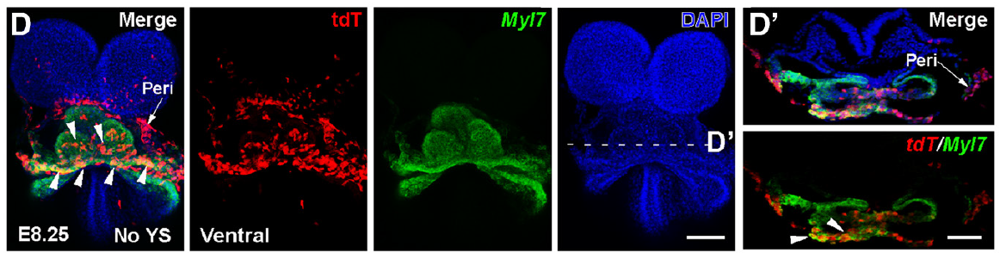 D Merge
Peri
E8.25 No YS
tdT
Ventral
Myl7
DAPI
D’
D’ Merge
Peri
tdT/Myl7